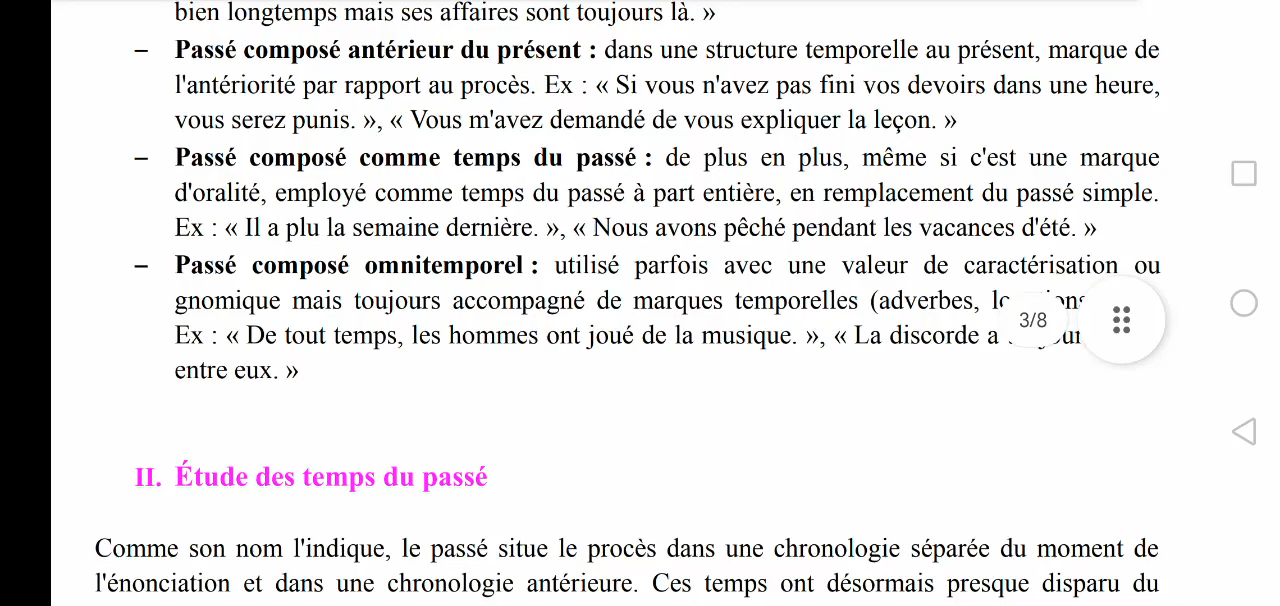 bien longtemps mais ses affaires sont toujours là. »
– Passé composé antérieur du présent : dans une structure temporelle au présent, marque de
l'antériorité par rapport au procès. Ex : « Si vous n'avez pas fini vos devoirs dans une heure,
vous serez punis. », « Vous m'avez demandé de vous expliquer la leçon. »
– Passé composé comme temps du passé : de plus en plus, même si c'est une marque
d'oralité, employé comme temps du passé à part entière, en remplacement du passé simple.
Ex : « Il a plu la semaine dernière. », « Nous avons pêché pendant les vacances d'été. »
– Passé composé omnitemporel : utilisé parfois avec une valeur de caractérisation ou
gnomique mais toujours accompagné de marques temporelles (adverbes,
3/8
Ex : « De tout temps, les hommes ont joué de la musique. », « La discorde a
entre eux. »
II. Étude des temps du passé
Comme son nom l'indique, le passé situe le procès dans une chronologie séparée du moment de
l'énonciation et dans une chronologie antérieure. Ces temps ont désormais presque disparu du